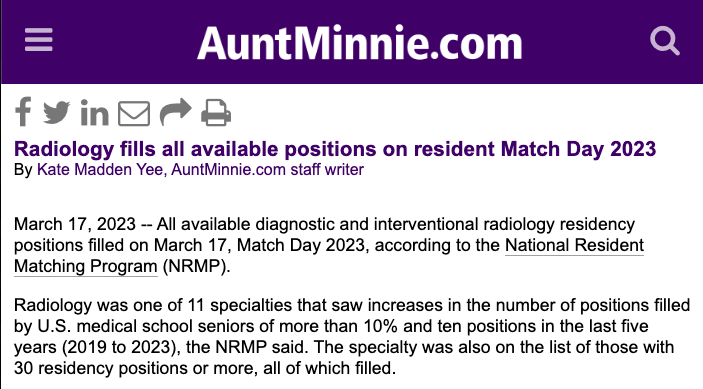 AuntMinnie.com
Radiology fills all available positions on resident Match Day 2023
By Kate Madden Yee, AuntMinnie.com staff writer
March 17, 2023 -- All available diagnostic and interventional radiology residency
positions filled on March 17, Match Day 2023, according to the National Resident
Matching Program (NRMP).
Radiology was one of 11 specialties that saw increases in the number of positions filled
by U.S. medical school seniors of more than 10% and ten positions in the last five
years (2019 to 2023), the NRMP said. The specialty was also on the list of those with
30 residency positions or more, all of which filled.